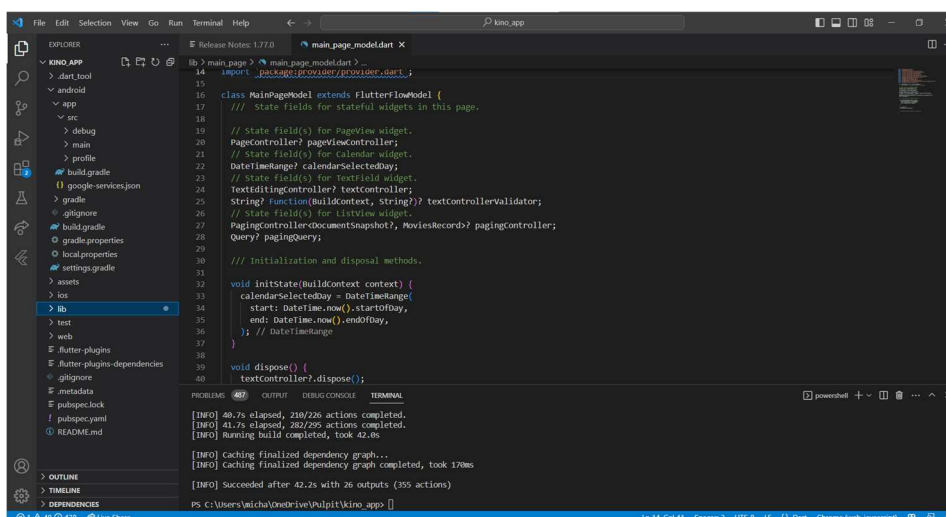 File Edit Selection View Go Run Terminal Help
kino_app
EXPLORER
KINO_APP
.dart_tool
android
app
src
debug
main
profile
build.gradle
google-services.json
gradle
.gitignore
build.gradle
gradle.properties
local.properties
settings.gradle
assets
ios
lib
test
web
.flutter-plugins
.flutter-plugins-dependencies
.gitignore
.metadata
pubspec.lock
pubspec.yaml
README.md
OUTLINE
TIMELINE
DEPENDENCIES
Release Notes: 1.77.0 main_page_model.dart
lib > main_page > main_page_model.dart > ...
14 import 'package:provider/provider.dart';
15
16 class MainPageModel extends FlutterFlowModel {
17 /// State fields for stateful widgets in this page.
18
19 // State field(s) for PageView widget.
20 PageController? pageViewController;
21 // State field(s) for Calendar widget.
22 DateTimeRange? calendarSelectedDay;
23 // State field(s) for TextField widget.
24 TextEditingController? textController;
25 String? Function(BuildContext, String?)? textControllerValidator;
26 // State field(s) for ListView widget.
27 PagingController<DocumentSnapshot?, MoviesRecord>? pagingController;
28 Query? pagingQuery;
29
30 /// Initialization and disposal methods.
31
32 void initState(BuildContext context) {
33 calendarSelectedDay = DateTimeRange(
34 start: DateTime.now().startOfDay,
35 end: DateTime.now().endOfDay,
36 ); // DateTimeRange
37 }
38
39 void dispose() {
40 textController?.dispose();
PROBLEMS 487 OUTPUT DEBUG CONSOLE TERMINAL
powershell
[INFO] 40.7s elapsed, 210/226 actions completed.
[INFO] 41.7s elapsed, 282/295 actions completed.
[INFO] Running build completed, took 42.0s
[INFO] Caching finalized dependency graph...
[INFO] Caching finalized dependency graph completed, took 170ms
[INFO] Succeeded after 42.2s with 26 outputs (355 actions)
PS C:\Users\micha\OneDrive\Pulpit\kino_app>